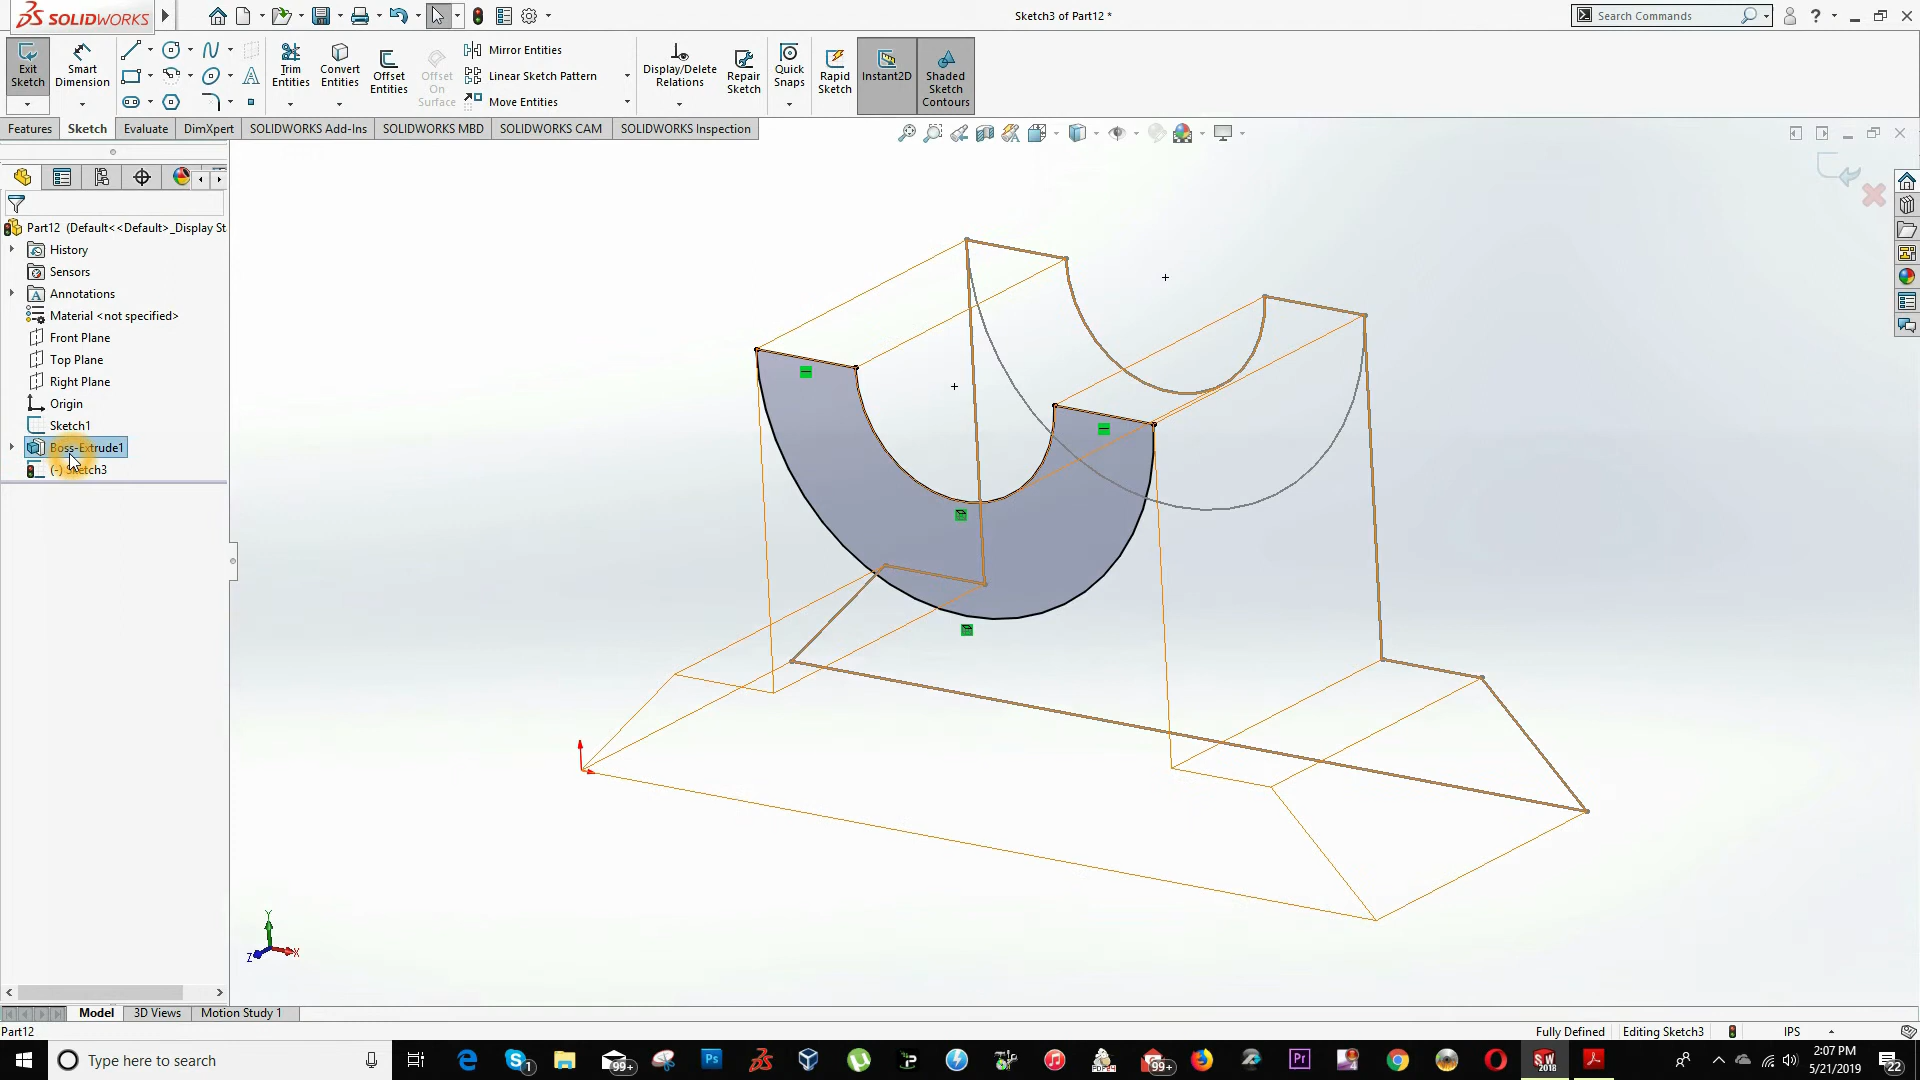 SOLIDWORKS
Sketch3 of Part12 *
Search Commands
Exit Sketch
Smart Dimension
Trim Entities
Convert Entities
Offset Entities
Offset On Surface
Mirror Entities
Linear Sketch Pattern
Move Entities
Display/Delete Relations
Repair Sketch
Quick Snaps
Rapid Sketch
Instant2D
Shaded Sketch Contours
Features Sketch Evaluate DimXpert SOLIDWORKS Add-Ins SOLIDWORKS MBD SOLIDWORKS CAM SOLIDWORKS Inspection
Part12 (Default<<Default>_Display St
History
Sensors
Annotations
Material <not specified>
Front Plane
Top Plane
Right Plane
Origin
Sketch1
Boss-Extrude1
(-) Sketch3
Y
Z
X
Model 3D Views Motion Study 1
Part12
Fully Defined Editing Sketch3 IPS
Type here to search
1
99+
99+
2:07 PM
5/21/2019
22